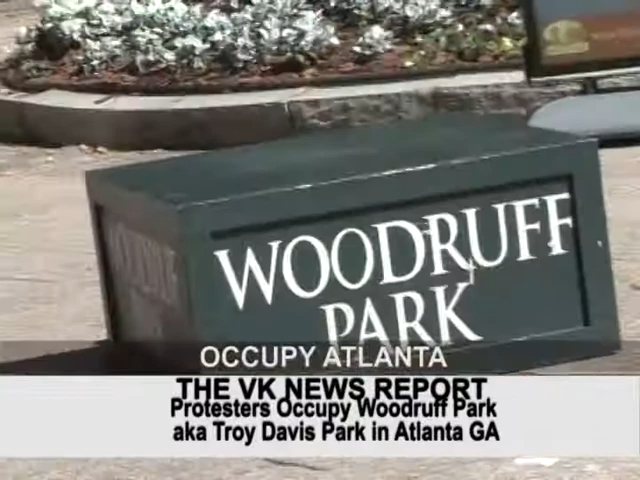 WOODRUFF
PARK
OCCUPY ATLANTA
THE VK NEWS REPORT
Protesters Occupy Woodruff Park
aka Troy Davis Park in Atlanta GA